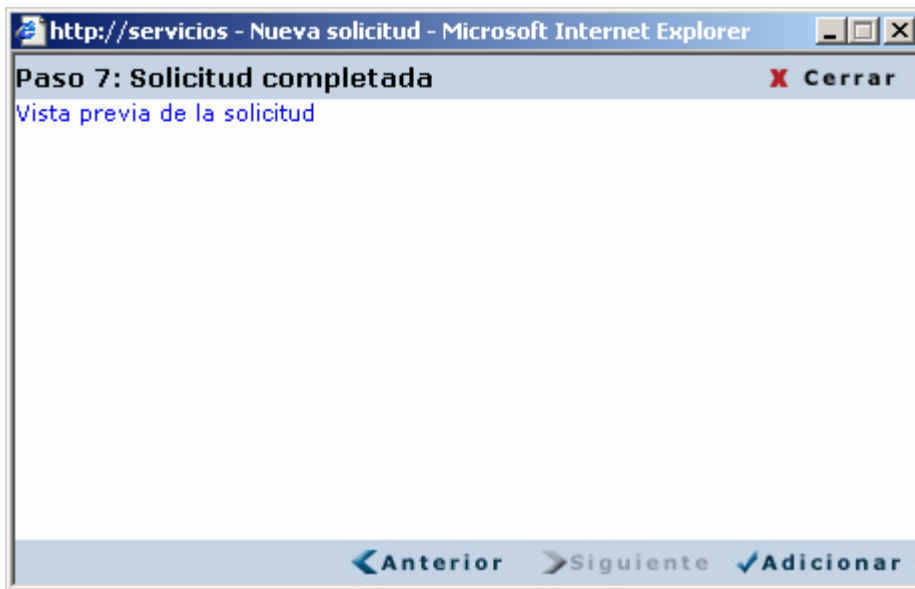 http://servicios - Nueva solicitud - Microsoft Internet Explorer
Paso 7: Solicitud completada X Cerrar
Vista previa de la solicitud
Anterior Siguiente Adicionar